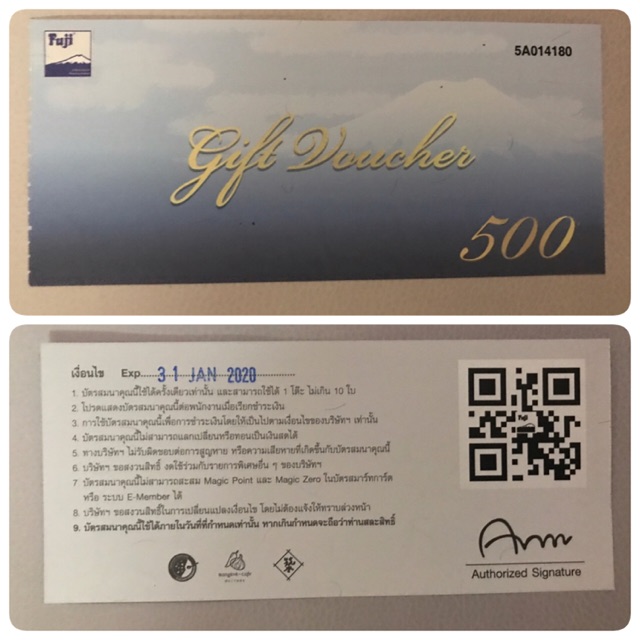 Fuji
5A014180
Gift Voucher
500
เงื่อนไข Exp......31 JAN 2020......
1. บัตรสมนาคุณนี้ใช้ได้ครั้งเดียวเท่านั้น และสามารถใช้ได้ 1 โต๊ะ ไม่เกิน 10 ใบ
2. โปรดแสดงบัตรสมนาคุณนี้ต่อพนักงานเมื่อเรียกชำระเงิน
3. การใช้บัตรสมนาคุณนี้เพื่อการชำระเงินโดยให้เป็นไปตามเงื่อนไขของบริษัทฯ เท่านั้น
4. บัตรสมนาคุณนี้ไม่สามารถแลกเปลี่ยนหรือทอนเป็นเงินสดได้
5. ทางบริษัทฯ ไม่รับผิดชอบต่อการสูญหาย หรือความเสียหายที่เกิดขึ้นกับบัตรสมนาคุณนี้
6. บริษัทฯ ขอสงวนสิทธิ์ งดใช้ร่วมกับรายการพิเศษอื่น ๆ ของบริษัทฯ
7 บัตรสมนาคุณนี้ไม่สามารถสะสม Magic Point และ Magic Zero ในบัตรสมาร์ทการ์ด
หรือ ระบบ E-Member ได้
8. บริษัทฯ ขอสงวนสิทธิ์ในการเปลี่ยนแปลงเงื่อนไข โดยไม่ต้องแจ้งให้ทราบล่วงหน้า
9. บัตรสมนาคุณนี้ใช้ได้ภายในวันที่ที่กำหนดเท่านั้น หากเกินกำหนดจะถือว่าท่านสละสิทธิ์
Fuji
Authorized Signature